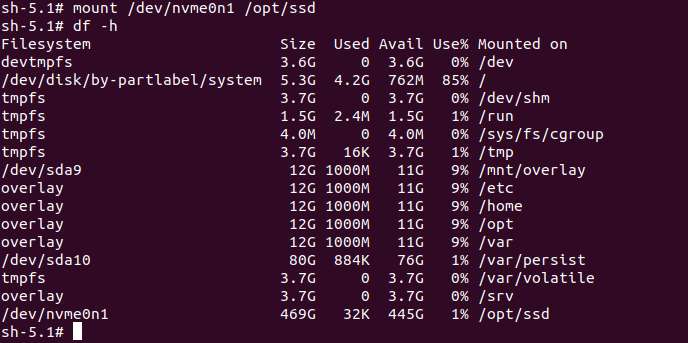 sh-5.1# mount /dev/nvme0n1 /opt/ssd
sh-5.1# df -h
Filesystem                    Size  Used Avail Use% Mounted on
devtmpfs                      3.6G     0  3.6G   0% /dev
/dev/disk/by-partlabel/system  5.3G  4.2G  762M  85% /
tmpfs                         3.7G     0  3.7G   0% /dev/shm
tmpfs                         1.5G  2.4M  1.5G   1% /run
tmpfs                         4.0M     0  4.0M   0% /sys/fs/cgroup
tmpfs                         3.7G   16K  3.7G   1% /tmp
/dev/sda9                      12G 1000M   11G   9% /mnt/overlay
overlay                        12G 1000M   11G   9% /etc
overlay                        12G 1000M   11G   9% /home
overlay                        12G 1000M   11G   9% /opt
overlay                        12G 1000M   11G   9% /var
/dev/sda10                     80G  884K   76G   1% /var/persist
tmpfs                         3.7G     0  3.7G   0% /var/volatile
overlay                       3.7G     0  3.7G   0% /srv
/dev/nvme0n1                  469G   32K  445G   1% /opt/ssd
sh-5.1#